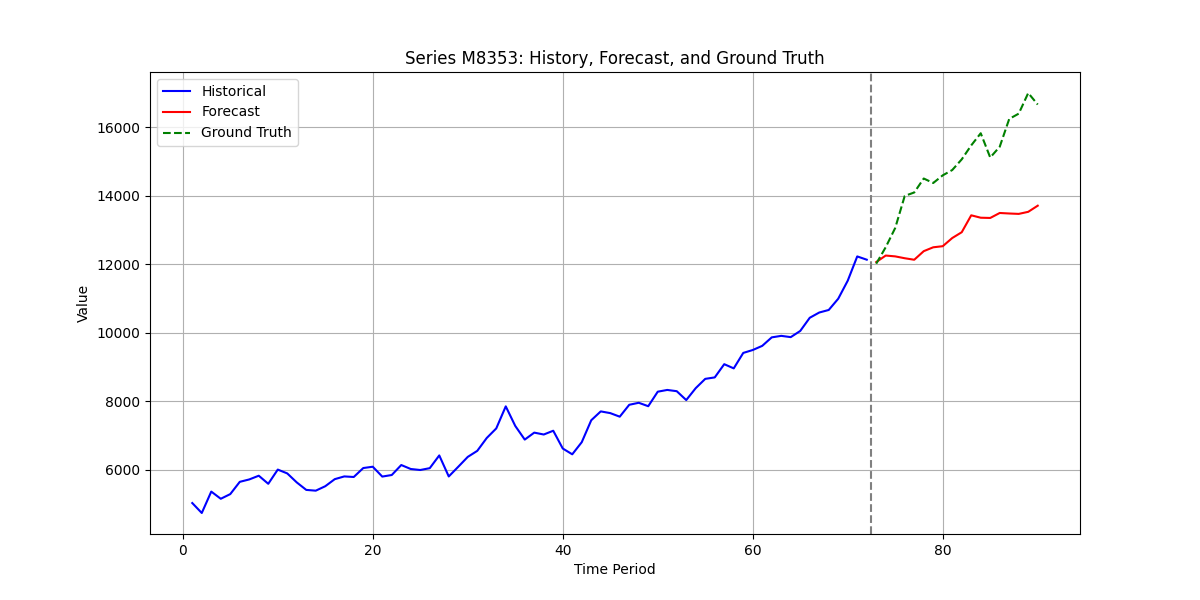 Series M8353: History, Forecast, and Ground Truth
Historical
Forecast
Ground Truth
16000
14000
12000
10000
8000
6000
Value
0 20 40 60 80
Time Period